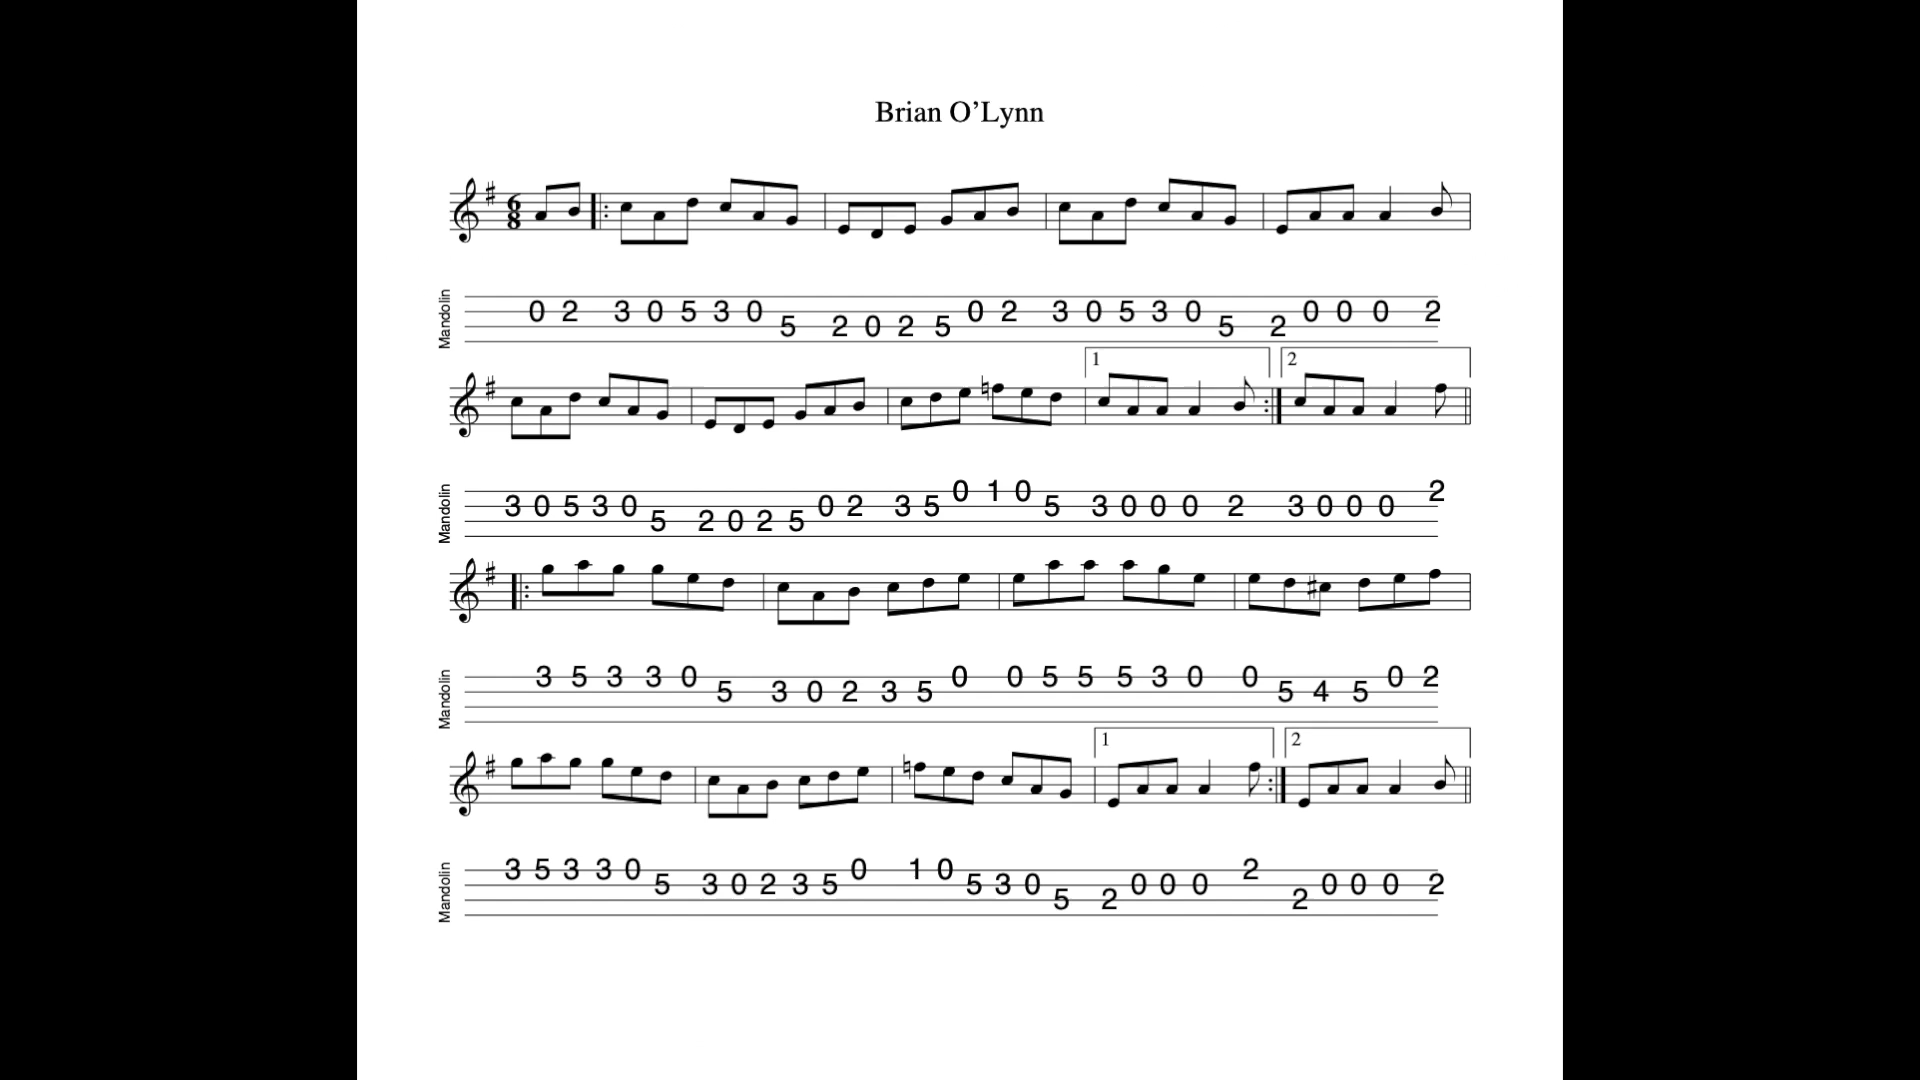 Brian O’Lynn
6
8
Mandolin
0 2 3 0 5 3 0 5 2 0 2 5 0 2 3 0 5 3 0 5 2 0 0 0 2
1 2
Mandolin
3 0 5 3 0 5 2 0 2 5 0 2 3 5 0 1 0 5 3 0 0 0 2 3 0 0 0 2
Mandolin
3 5 3 3 0 5 3 0 2 3 5 0 0 5 5 5 3 0 0 5 4 5 0 2
1 2
Mandolin
3 5 3 3 0 5 3 0 2 3 5 0 1 0 5 3 0 5 2 0 0 0 2 2 0 0 0 2